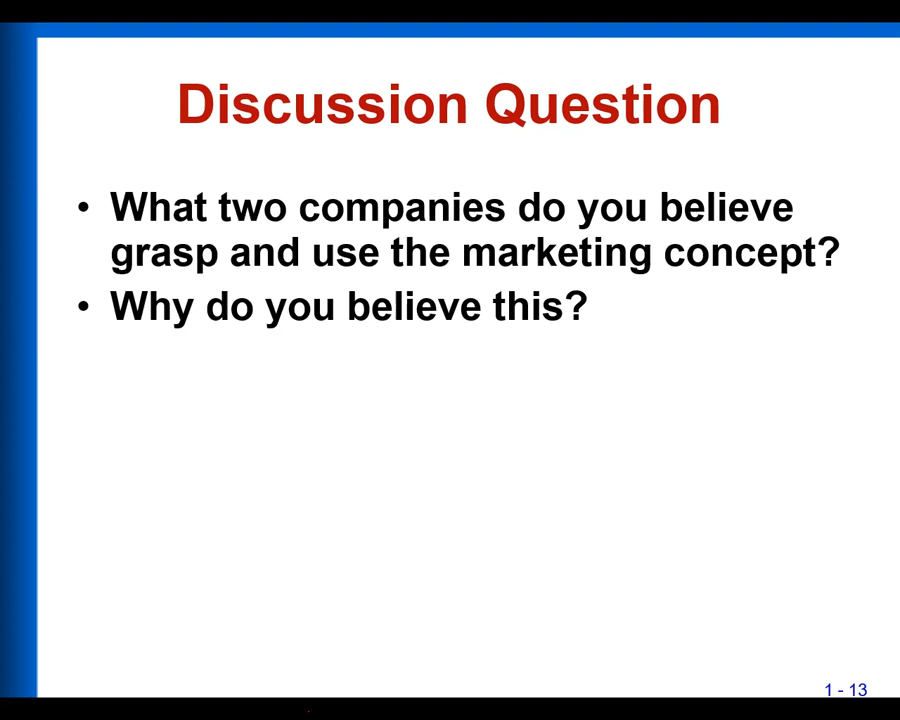 Discussion Question
• What two companies do you believe
grasp and use the marketing concept?
• Why do you believe this?
1 - 13